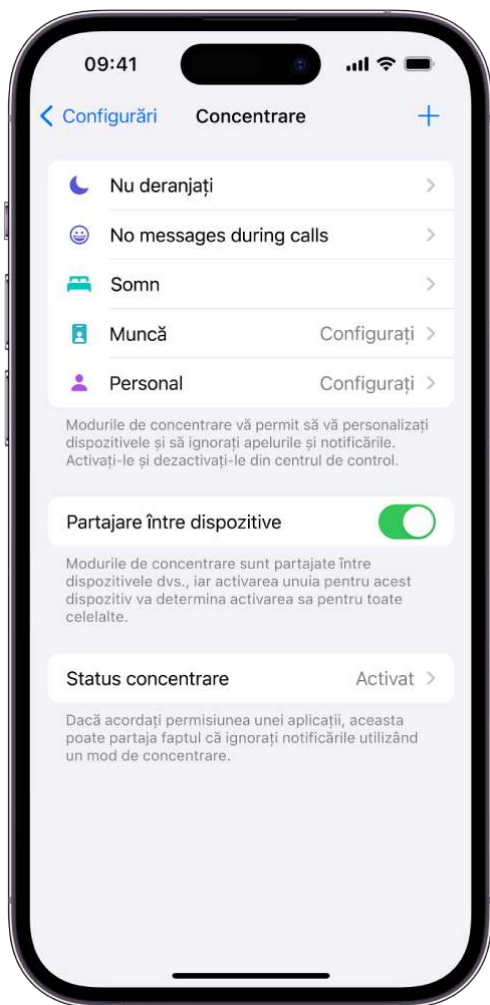 09:41
Configurări Concentrare
Nu deranjați
No messages during calls
Somn
Muncă Configurați
Personal Configurați
Modurile de concentrare vă permit să vă personalizați
dispozitivele și să ignorați apelurile și notificările.
Activați-le și dezactivați-le din centrul de control.
Partajare între dispozitive
Modurile de concentrare sunt partajate între
dispozitivele dvs., iar activarea unuia pentru acest
dispozitiv va determina activarea sa pentru toate
celelalte.
Status concentrare Activat
Dacă acordați permisiunea unei aplicații, aceasta
poate partaja faptul că ignorați notificările utilizând
un mod de concentrare.